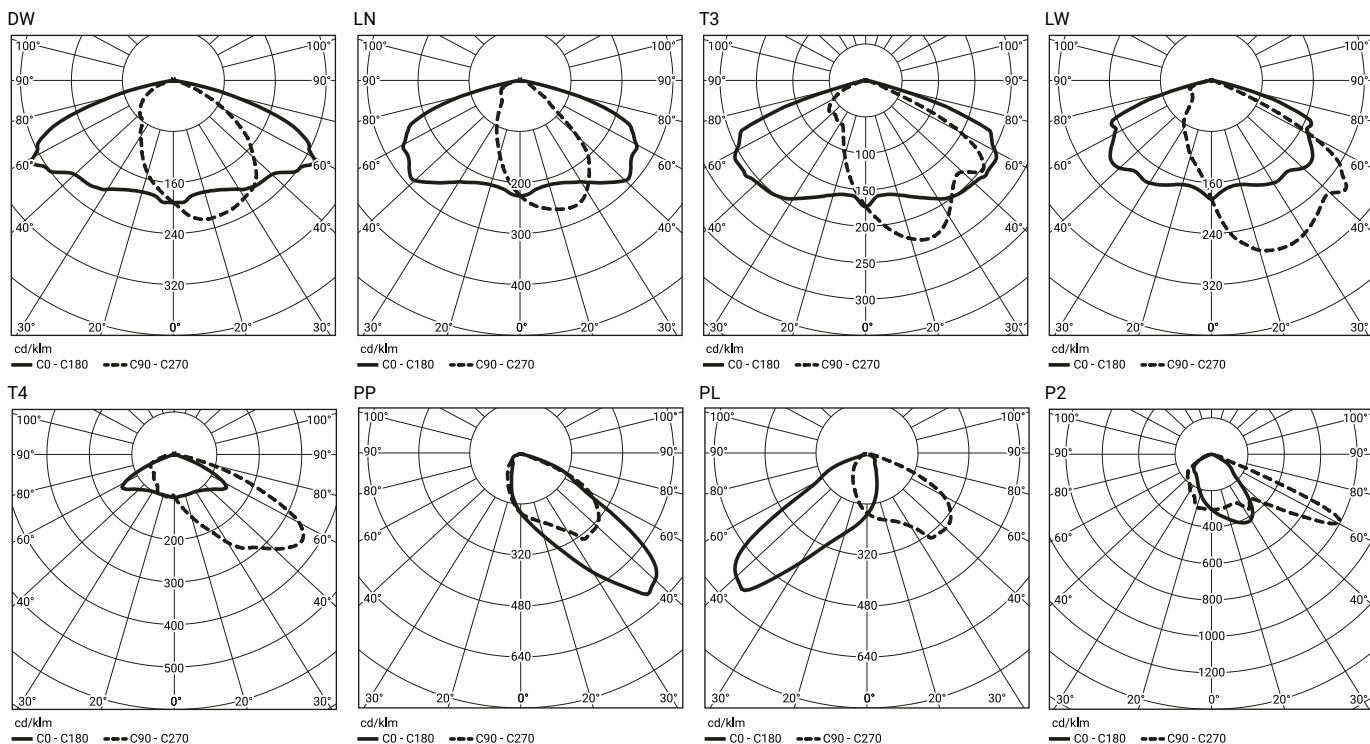 DW
LN
T3
LW
100° 100° 100° 100° 100° 100° 100° 100°
90° 90° 90° 90° 90° 90° 90° 90°
80° 80° 80° 80° 80° 80° 80° 80°
100
60° 60° 60° 60° 60° 60° 60° 60°
160 200 150 160
40° 40° 40° 40° 40° 40° 40° 40°
240 300 200 240
250
320 400 300 320
30° 20° 0° 20° 30° 30° 20° 0° 20° 30° 30° 20° 0° 20° 30° 30° 20° 0° 20° 30°
cd/klm cd/klm cd/klm cd/klm
C0 - C180 C90 - C270 C0 - C180 C90 - C270 C0 - C180 C90 - C270 C0 - C180 C90 - C270
T4
PP
PL
P2
100° 100° 100° 100° 100° 100° 100° 100°
90° 90° 90° 90° 90° 90° 90° 90°
80° 80° 80° 80° 80° 80° 80° 80°
60° 60° 60° 60° 60° 60° 60° 60°
200 320 320 400
300 600
40° 40° 40° 40° 40° 40° 40° 40°
400 480 480 800
500 640 640 1000
1200
30° 20° 0° 20° 30° 30° 20° 0° 20° 30° 30° 20° 0° 20° 30° 30° 20° 0° 20° 30°
cd/klm cd/klm cd/klm cd/klm
C0 - C180 C90 - C270 C0 - C180 C90 - C270 C0 - C180 C90 - C270 C0 - C180 C90 - C270